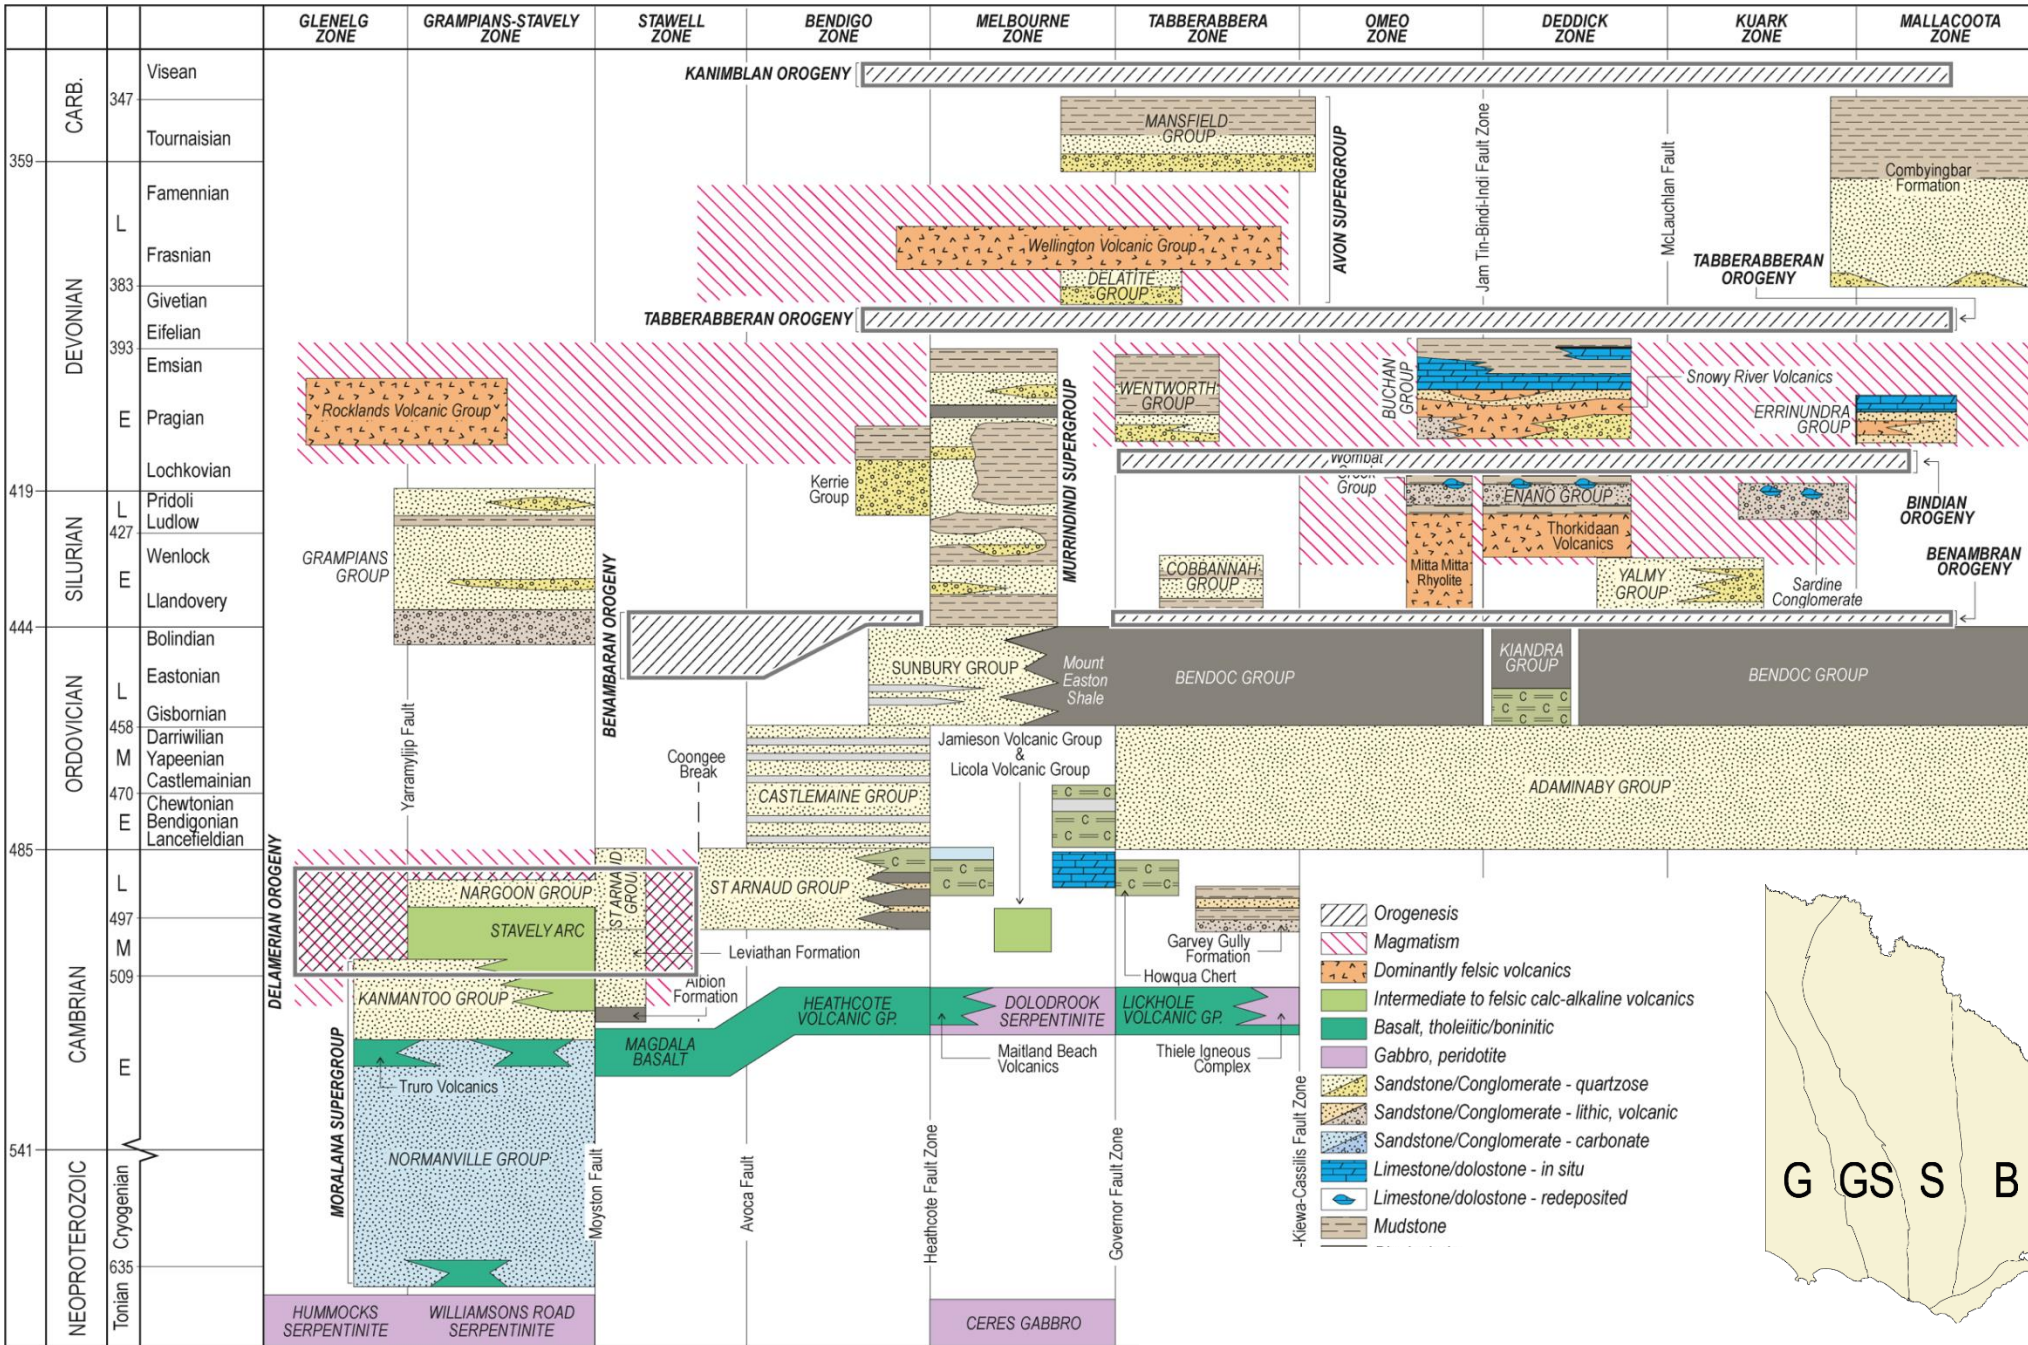 GLENELG
ZONE
GRAMPIANS-STAVELY
ZONE
STAWELL
ZONE
BENDIGO
ZONE
MELBOURNE
ZONE
TABBERABBERA
ZONE
OMEO
ZONE
DEDDICK
ZONE
KUARK
ZONE
MALLACOOTA
ZONE
CARB.
DEVONIAN
SILURIAN
ORDOVICIAN
CAMBRIAN
NEOPROTEROZOIC
359
419
444
485
541
347
L
383
393
E
L
427
E
L
458
M
470
E
L
497
M
509
E
Cryogenian
635
Tonian
Visean
Tournaisian
Famennian
Frasnian
Givetian
Eifelian
Emsian
Pragian
Lochkovian
Pridoli
Ludlow
Wenlock
Llandovery
Bolindian
Eastonian
Gisbornian
Darriwilian
Yapeenian
Castlemainian
Chewtonian
Bendigonian
Lancefieldian
KANIMBLAN OROGENY
MANSFIELD
GROUP
AVON SUPERGROUP
Jam Tin-Bindi-Indi Fault Zone
McLauchlan Fault
Combyingbar
Formation
Wellington Volcanic Group
DELATITE
GROUP
TABBERABBERAN
OROGENY
TABBERABBERAN OROGENY
Rocklands Volcanic Group
Kerrie
Group
MURRINDINDI SUPERGROUP
WENTWORTH
GROUP
BUCHAN
GROUP
Snowy River Volcanics
ERRINUNDRA
GROUP
Wombat
Creek
Group
ENANO GROUP
BINDIAN
OROGENY
Thorkidaan
Volcanics
GRAMPIANS
GROUP
BENAMBARAN OROGENY
COBBANNAH
GROUP
Mitta Mitta
Rhyolite
YALMY
GROUP
Sardine
Conglomerate
BENAMBRAN
OROGENY
SUNBURY GROUP
Mount
Easton
Shale
BENDOC GROUP
KIANDRA
GROUP
C
C
C
BENDOC GROUP
Yarramyljip Fault
Coongee
Break
Jamieson Volcanic Group
&
Licola Volcanic Group
CASTLEMAINE GROUP
C
C
C
C
ADAMINABY GROUP
DELAMERIAN OROGENY
NARGOON GROUP
ST ARNAUD
GROUP
ST ARNAUD GROUP
C
C
C
C
C
C
C
STAVELY ARC
Leviathan Formation
Garvey Gully
Formation
Howqua Chert
KANMANTOO GROUP
Albion
Formation
HEATHCOTE
VOLCANIC GP.
DOLODROOK
SERPENTINITE
LICKHOLE
VOLCANIC GP.
MAGDALA
BASALT
Maitland Beach
Volcanics
Thiele Igneous
Complex
Truro Volcanics
MORALANA SUPERGROUP
NORMANVILLE GROUP
Moyston Fault
Avoca Fault
Heathcote Fault Zone
Governor Fault Zone
-Kiewa-Cassilis Fault Zone
HUMMOCKS
SERPENTINITE
WILLIAMSONS ROAD
SERPENTINITE
CERES GABBRO
Orogenesis
Magmatism
Dominantly felsic volcanics
Intermediate to felsic calc-alkaline volcanics
Basalt, tholeiitic/boninitic
Gabbro, peridotite
Sandstone/Conglomerate - quartzose
Sandstone/Conglomerate - lithic, volcanic
Sandstone/Conglomerate - carbonate
Limestone/dolostone - in situ
Limestone/dolostone - redeposited
Mudstone
G
GS
S
B